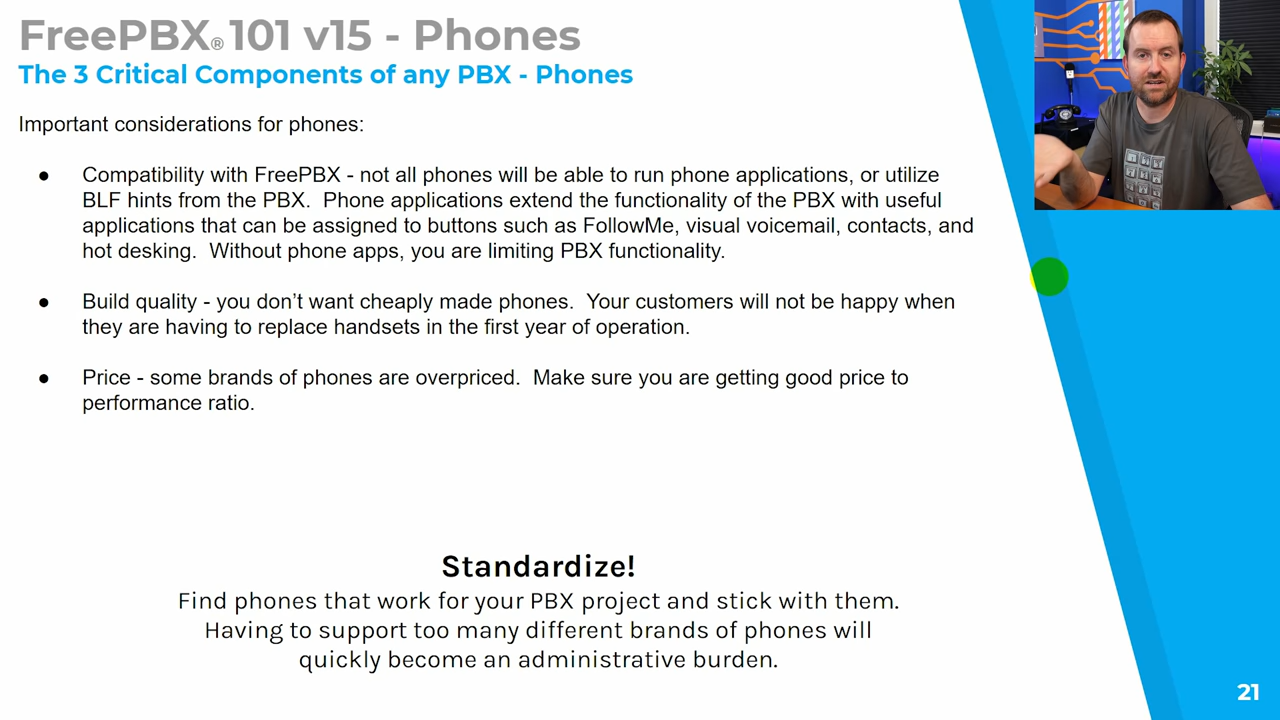 FreePBX® 101 v15 - Phones
The 3 Critical Components of any PBX - Phones
Important considerations for phones:
● Compatibility with FreePBX - not all phones will be able to run phone applications, or utilize
BLF hints from the PBX.  Phone applications extend the functionality of the PBX with useful
applications that can be assigned to buttons such as FollowMe, visual voicemail, contacts, and
hot desking.  Without phone apps, you are limiting PBX functionality.
● Build quality - you don’t want cheaply made phones.  Your customers will not be happy when
they are having to replace handsets in the first year of operation.
● Price - some brands of phones are overpriced.  Make sure you are getting good price to
performance ratio.
Standardize!
Find phones that work for your PBX project and stick with them.
Having to support too many different brands of phones will
quickly become an administrative burden.
21